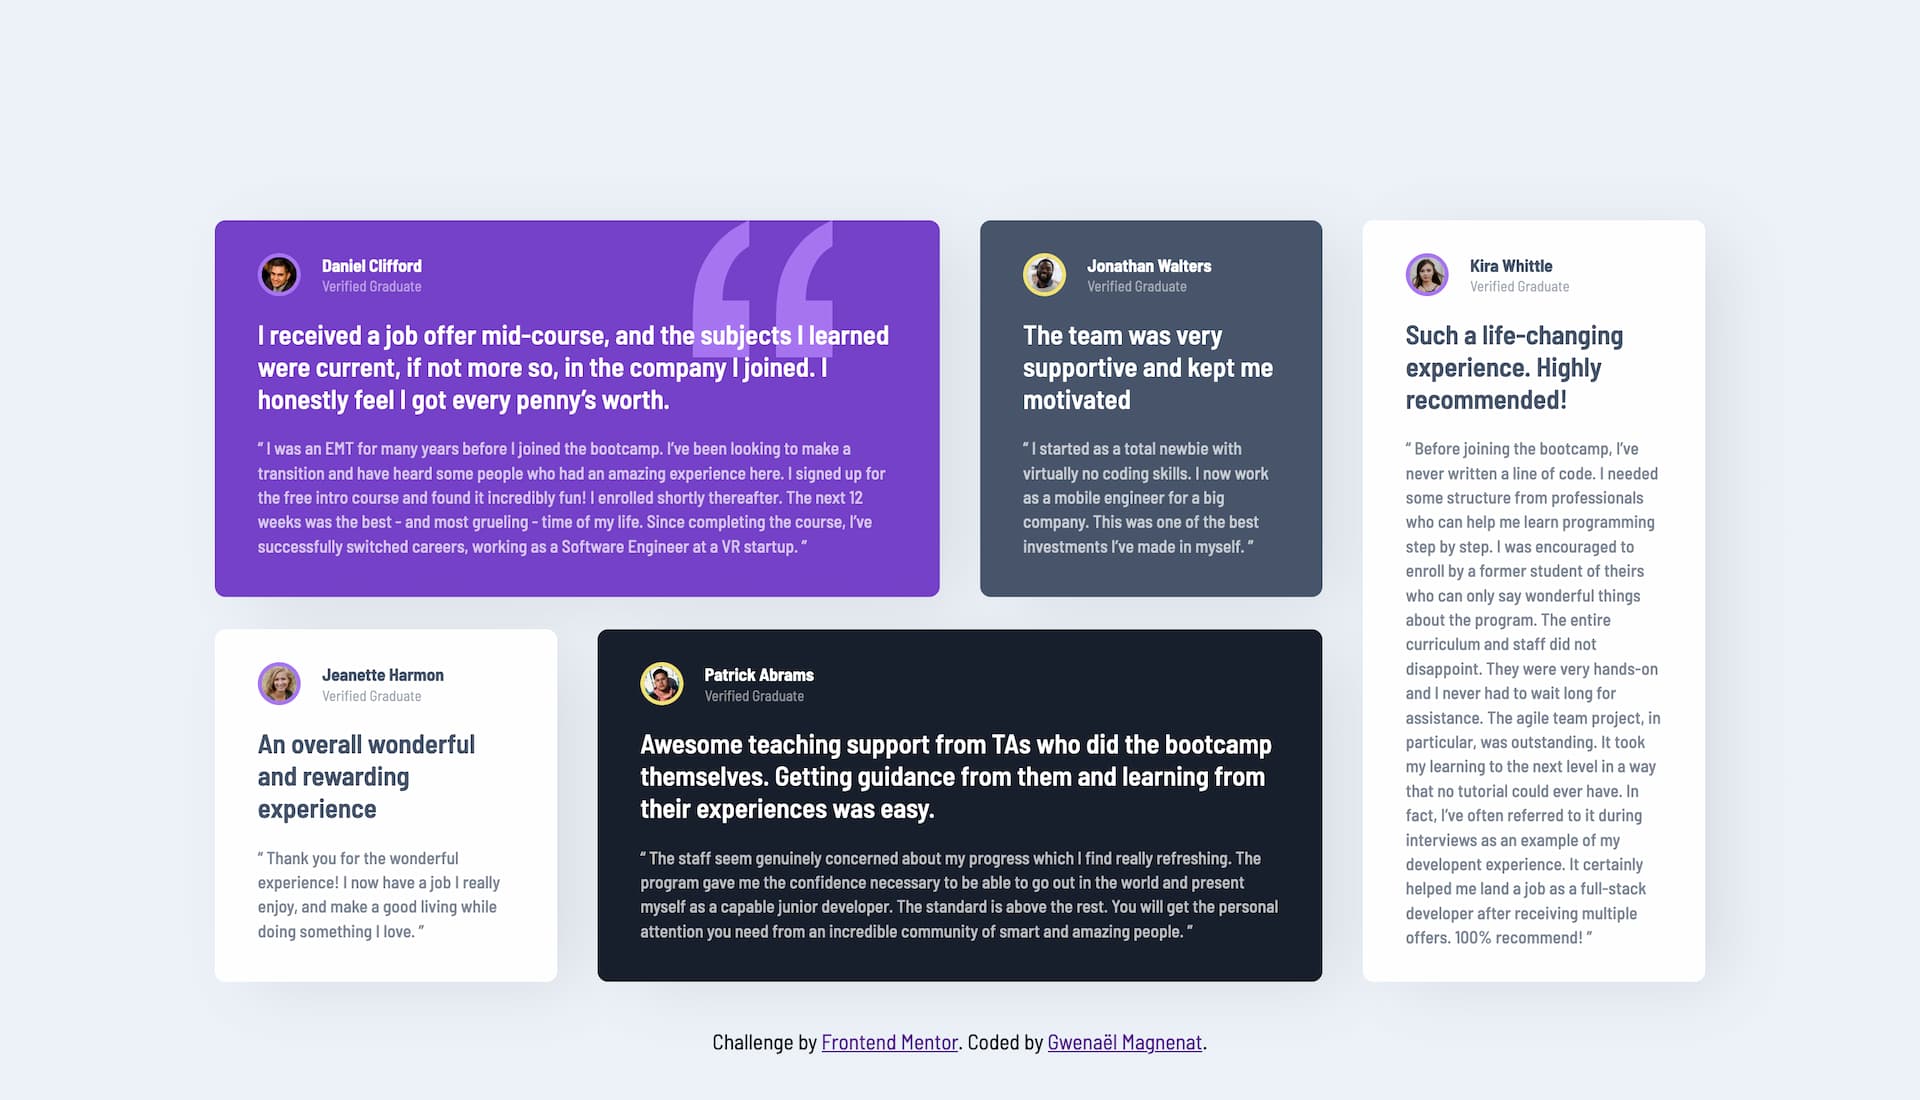 Daniel Clifford
Verified Graduate
I received a job offer mid-course, and the subjects I learned
were current, if not more so, in the company I joined. I
honestly feel I got every penny’s worth.
“ I was an EMT for many years before I joined the bootcamp. I’ve been looking to make a
transition and have heard some people who had an amazing experience here. I signed up for
the free intro course and found it incredibly fun! I enrolled shortly thereafter. The next 12
weeks was the best - and most grueling - time of my life. Since completing the course, I’ve
successfully switched careers, working as a Software Engineer at a VR startup. ”
Jonathan Walters
Verified Graduate
The team was very
supportive and kept me
motivated
“ I started as a total newbie with
virtually no coding skills. I now work
as a mobile engineer for a big
company. This was one of the best
investments I’ve made in myself. ”
Kira Whittle
Verified Graduate
Such a life-changing
experience. Highly
recommended!
“ Before joining the bootcamp, I’ve
never written a line of code. I needed
some structure from professionals
who can help me learn programming
step by step. I was encouraged to
enroll by a former student of theirs
who can only say wonderful things
about the program. The entire
curriculum and staff did not
disappoint. They were very hands-on
and I never had to wait long for
assistance. The agile team project, in
particular, was outstanding. It took
my learning to the next level in a way
that no tutorial could ever have. In
fact, I’ve often referred to it during
interviews as an example of my
developent experience. It certainly
helped me land a job as a full-stack
developer after receiving multiple
offers. 100% recommend! ”
Jeanette Harmon
Verified Graduate
An overall wonderful
and rewarding
experience
“ Thank you for the wonderful
experience! I now have a job I really
enjoy, and make a good living while
doing something I love. ”
Patrick Abrams
Verified Graduate
Awesome teaching support from TAs who did the bootcamp
themselves. Getting guidance from them and learning from
their experiences was easy.
“ The staff seem genuinely concerned about my progress which I find really refreshing. The
program gave me the confidence necessary to be able to go out in the world and present
myself as a capable junior developer. The standard is above the rest. You will get the personal
attention you need from an incredible community of smart and amazing people. ”
Challenge by Frontend Mentor. Coded by Gwenaël Magnenat.